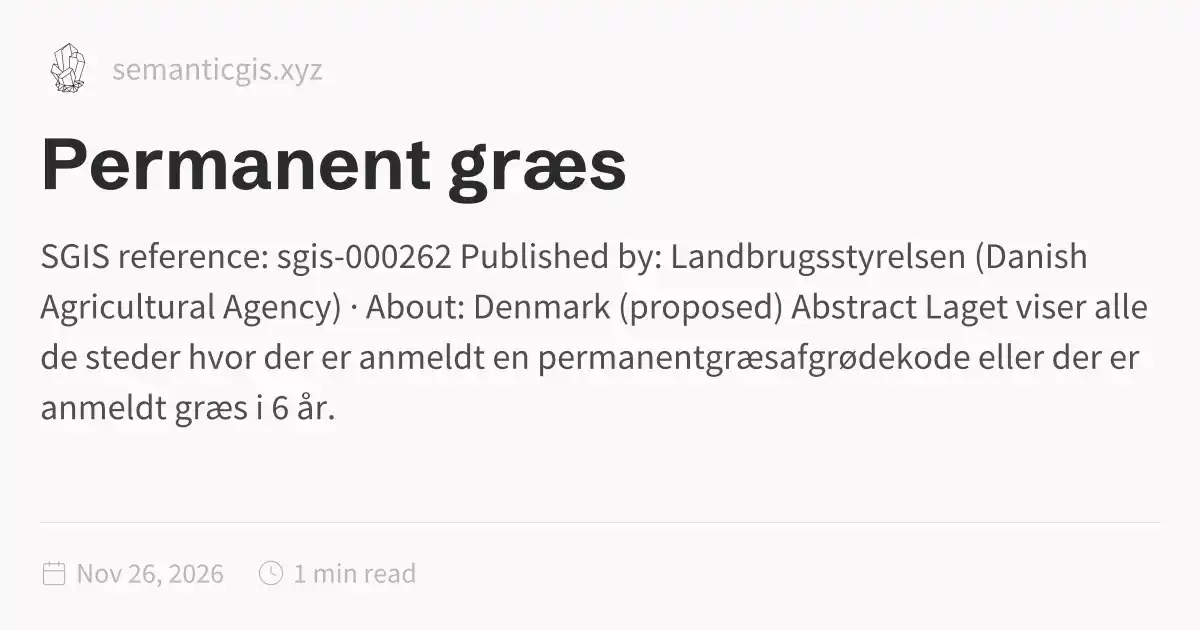 semanticgis.xyz
Permanent græs
SGIS reference: sgis-000262 Published by: Landbrugsstyrelsen (Danish
Agricultural Agency) · About: Denmark (proposed) Abstract Laget viser alle
de steder hvor der er anmeldt en permanentgræsafgrødekode eller der er
anmeldt græs i 6 år.
Nov 26, 2026 1 min read